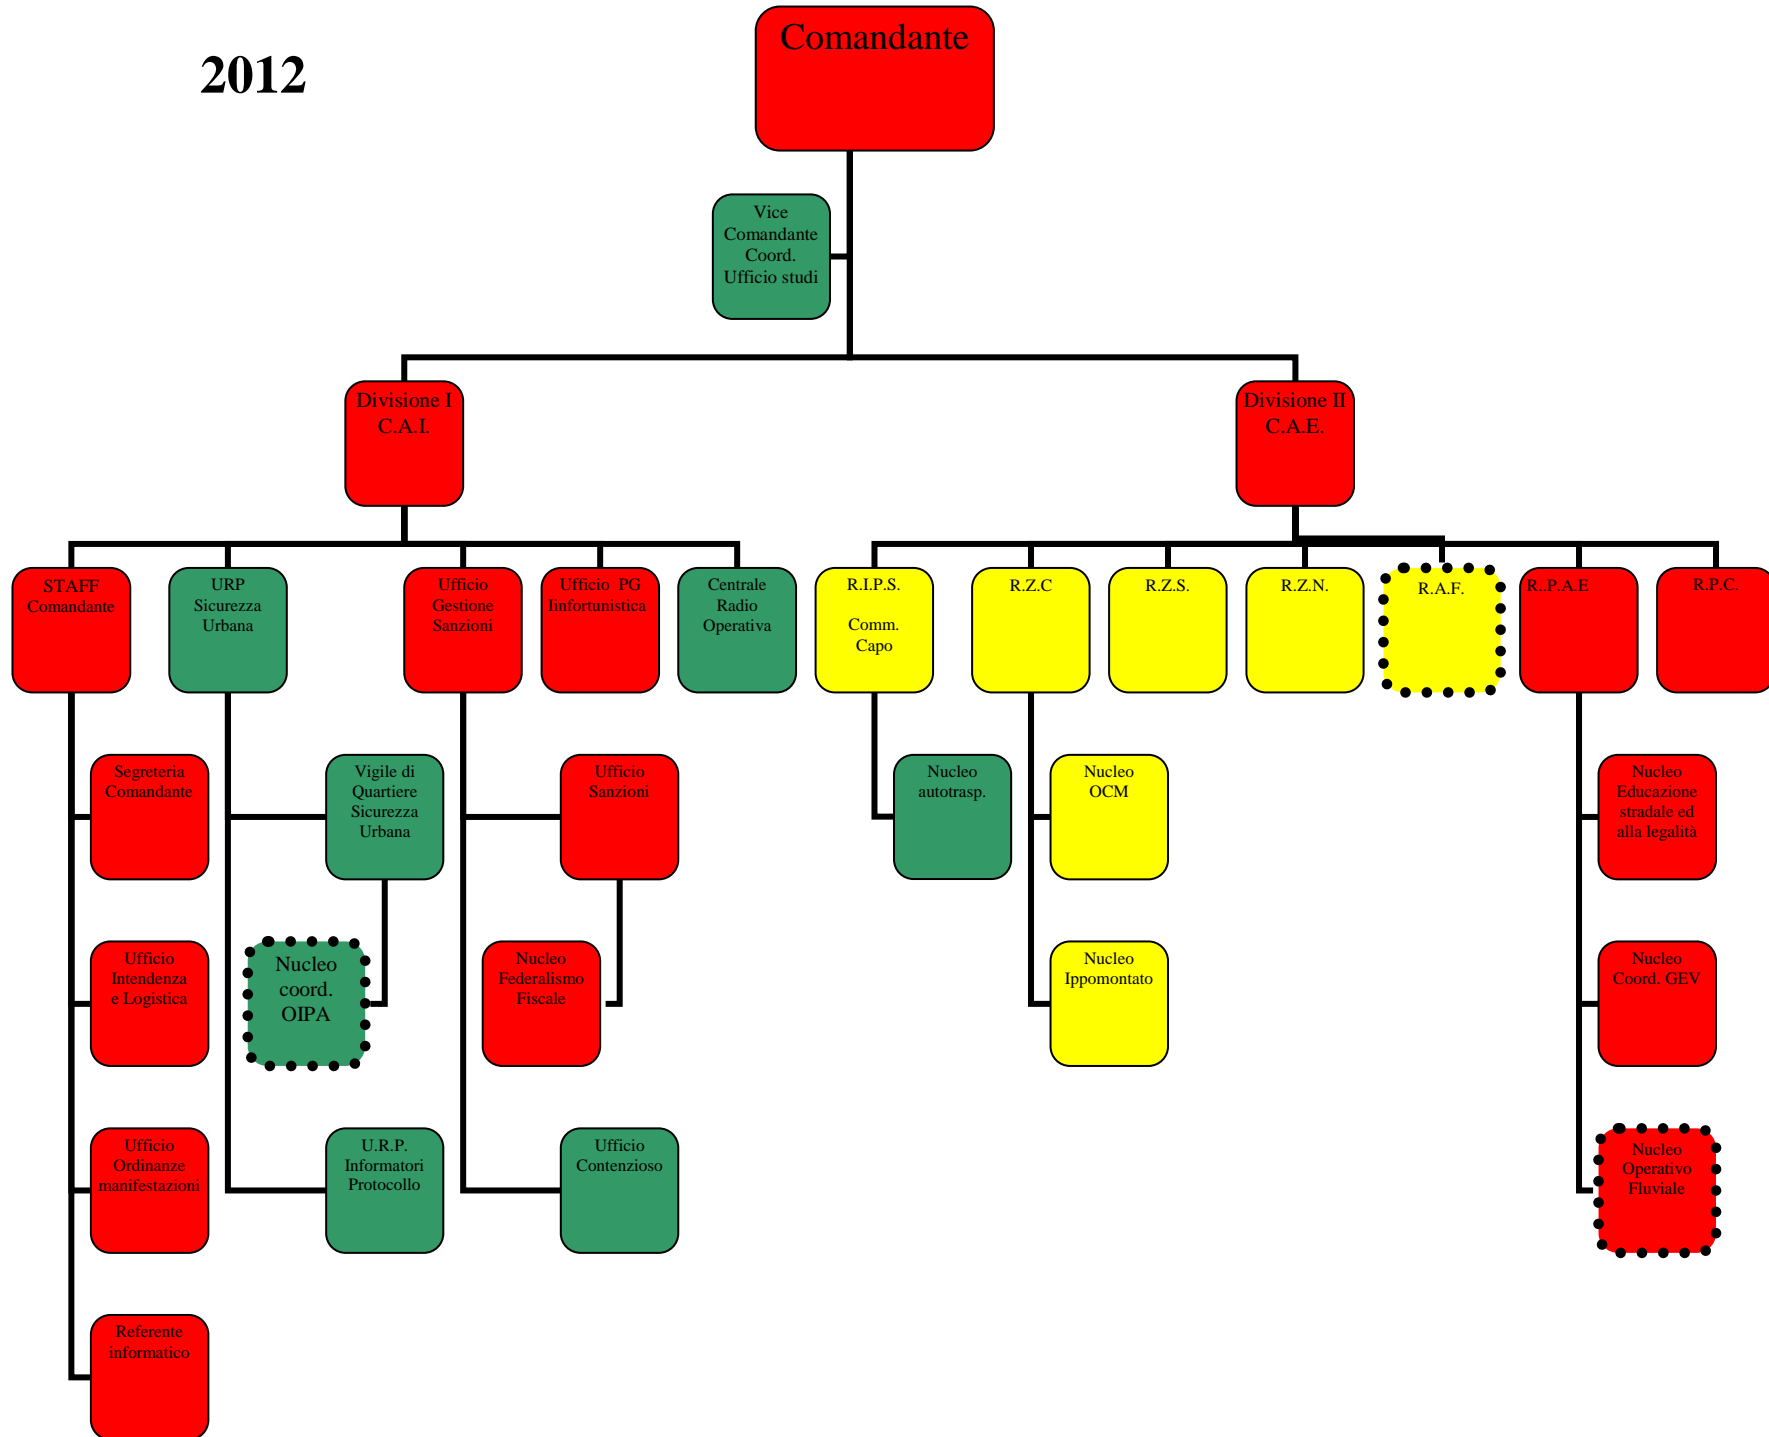 Comandante
2012
Vice
Comandante
Coord.
Ufficio studi
Divisione I
C.A.I.
Divisione II
C.A.E.
STAFF
Comandante
URP
Sicurezza
Urbana
Ufficio
Gestione
Sanzioni
Ufficio PG
Iinfortunistica
Centrale
Radio
Operativa
R.I.P.S.
Comm.
Capo
R.Z.C
R.Z.S.
R.Z.N.
R.A.F.
R..P.A.E
R.P.C.
Segreteria
Comandante
Vigile di
Quartiere
Sicurezza
Urbana
Ufficio
Sanzioni
Nucleo
autotrasp.
Nucleo
OCM
Nucleo
Educazione
stradale ed
alla legalità
Ufficio
Intendenza
e Logistica
Nucleo
coord.
OIPA
Nucleo
Federalismo
Fiscale
Nucleo
Ippomontato
Nucleo
Coord. GEV
Ufficio
Ordinanze
manifestazioni
U.R.P.
Informatori
Protocollo
Ufficio
Contenzioso
Nucleo
Operativo
Fluviale
Referente
informatico